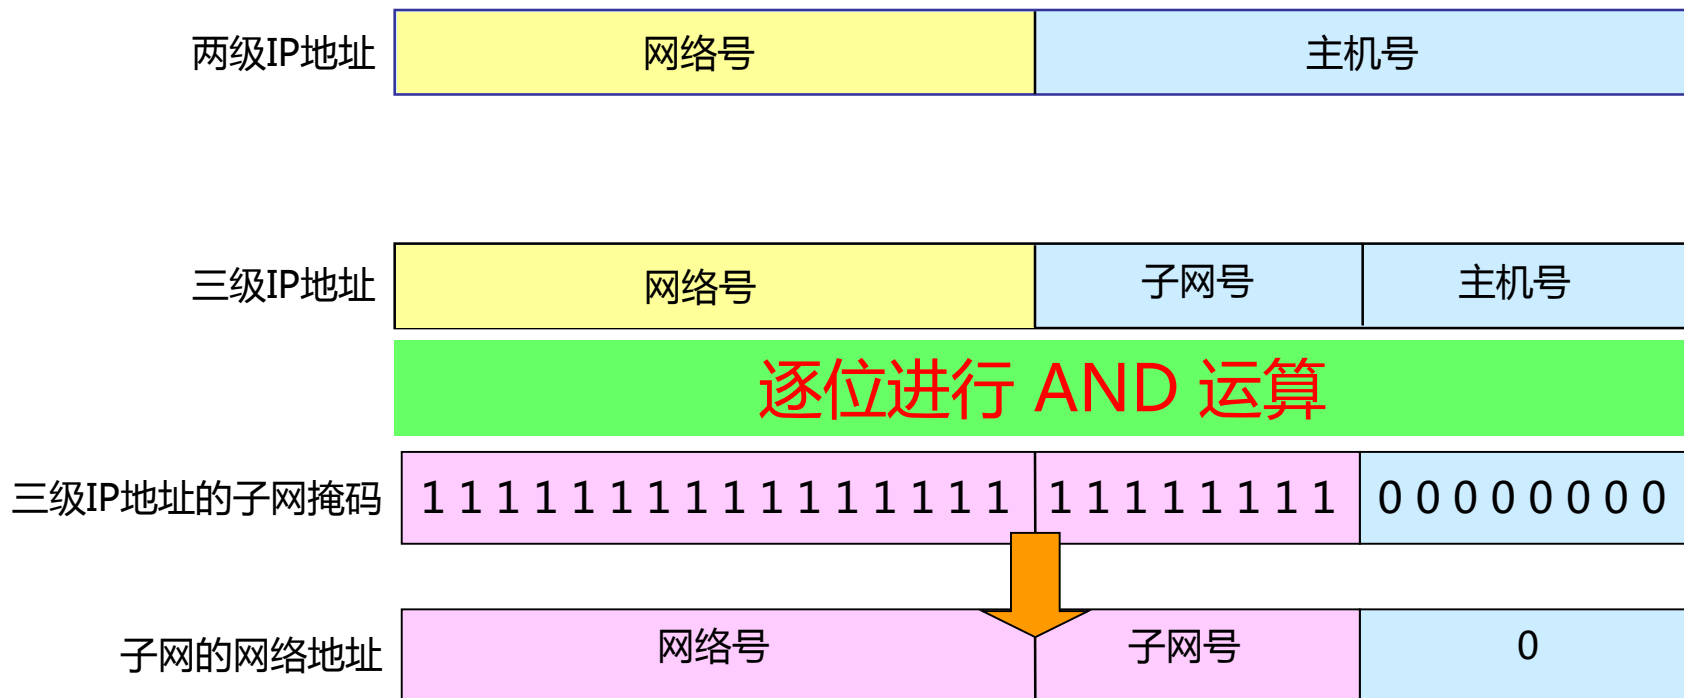 两级IP地址 网络号 主机号
三级IP地址 网络号 子网号 主机号
逐位进行 AND 运算
三级IP地址的子网掩码 1 1 1 1 1 1 1 1 1 1 1 1 1 1 1 1 1 1 1 1 1 1 1 1 0 0 0 0 0 0 0 0
子网的网络地址 网络号 子网号 0